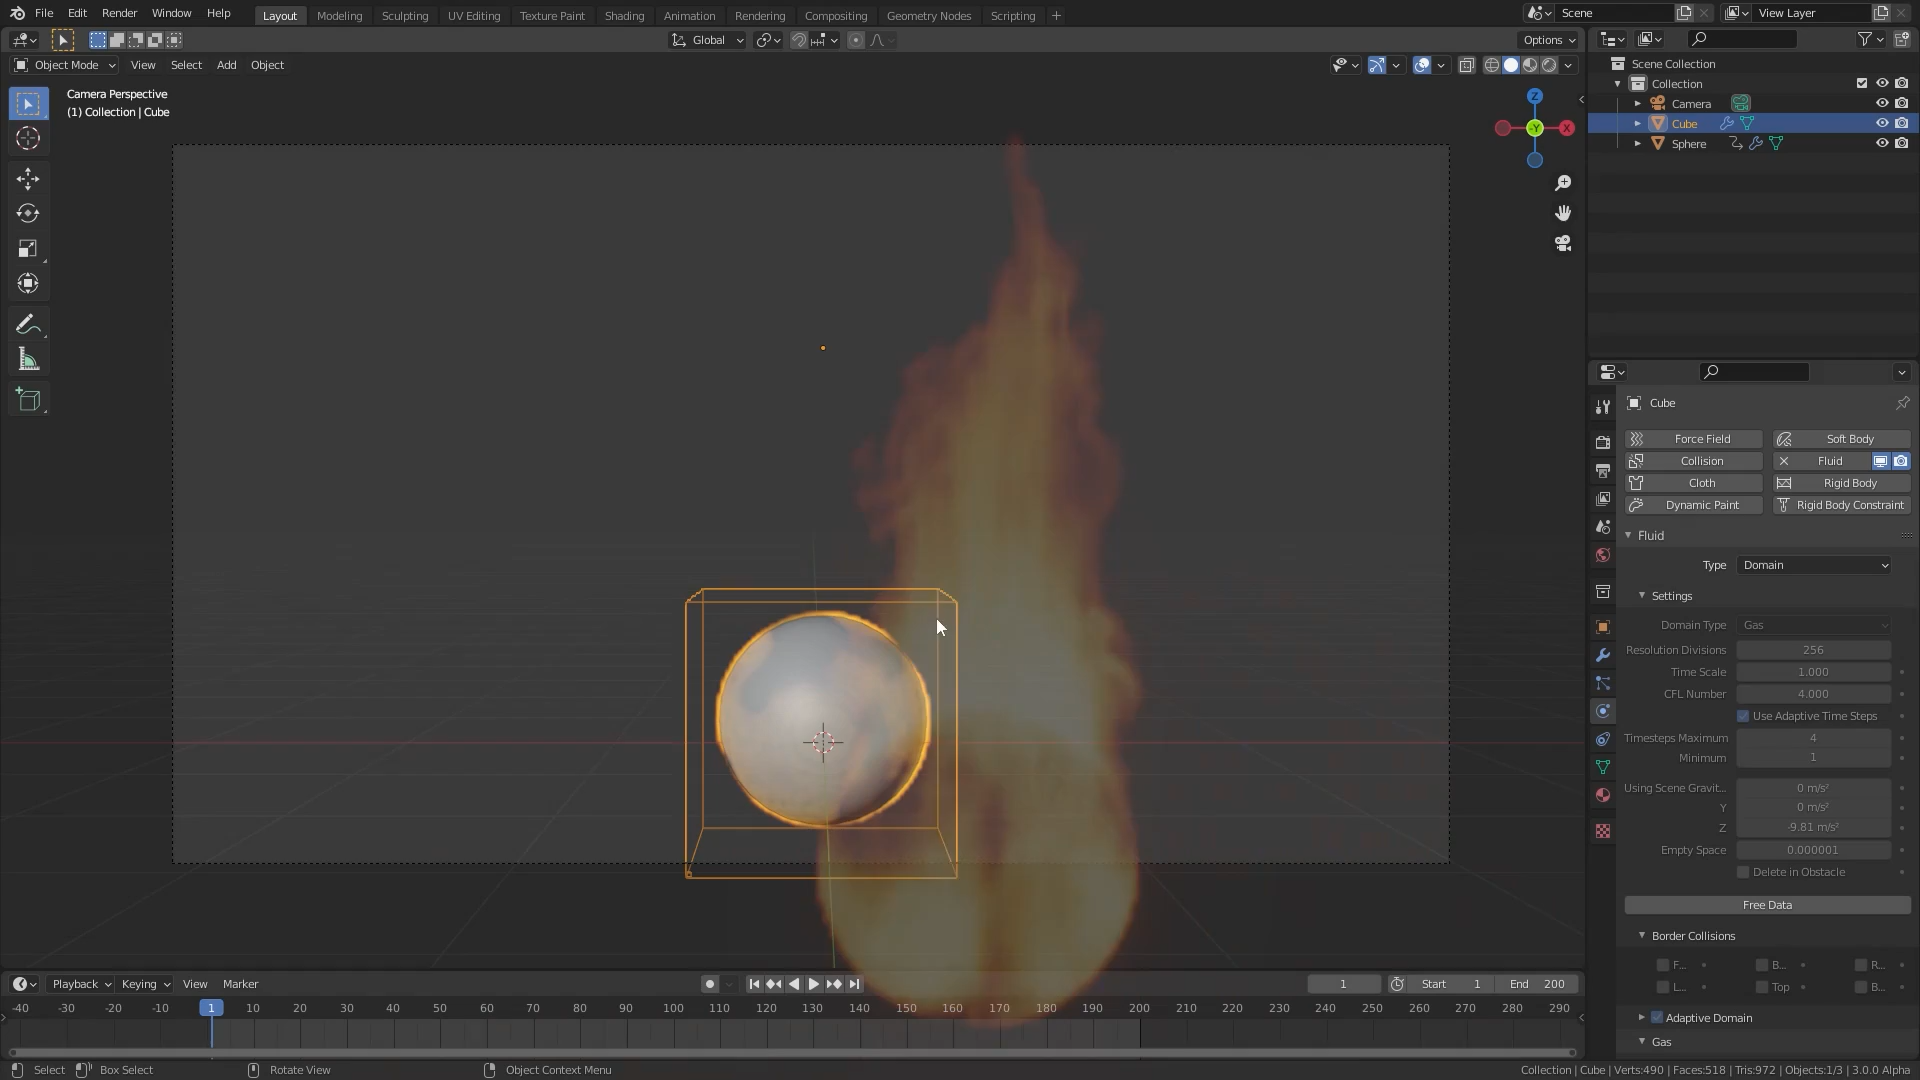 File Edit Render Window Help Layout Modeling Sculpting UV Editing Texture Paint Shading Animation Rendering Compositing Geometry Nodes Scripting + Scene View Layer
Global Options
Object Mode View Select Add Object
Camera Perspective
(1) Collection | Cube
Z
-Y
X
Scene Collection
Collection
Camera
Cube
Sphere
Cube
Force Field Soft Body
Collision Fluid
Cloth Rigid Body
Dynamic Paint Rigid Body Constraint
Fluid
Type Domain
Settings
Domain Type Gas
Resolution Divisions 256
Time Scale 1.000
CFL Number 4.000
Use Adaptive Time Steps
Timesteps Maximum 4
Minimum 1
Using Scene Gravit... 0 m/s²
Y 0 m/s²
Z -9.81 m/s²
Empty Space 0.000001
Delete in Obstacle
Free Data
Border Collisions
F... B... R...
L... Top B...
Adaptive Domain
Gas
Playback Keying View Marker 1 Start 1 End 200
-40 -30 -20 -10 1 10 20 30 40 50 60 70 80 90 100 110 120 130 140 150 160 170 180 190 200 210 220 230 240 250 260 270 280 290
Select Box Select Rotate View Object Context Menu Collection | Cube | Verts:490 | Faces:518 | Tris:972 | Objects:1/3 | 3.0.0 Alpha